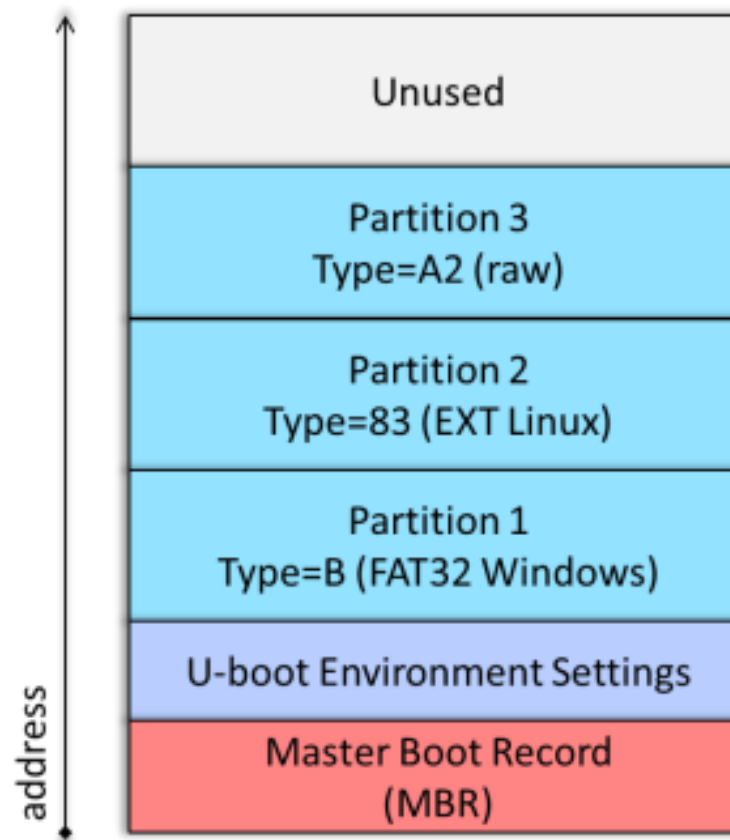 Unused
Partition 3
Type=A2 (raw)
Partition 2
Type=83 (EXT Linux)
Partition 1
Type=B (FAT32 Windows)
U-boot Environment Settings
Master Boot Record
(MBR)
address